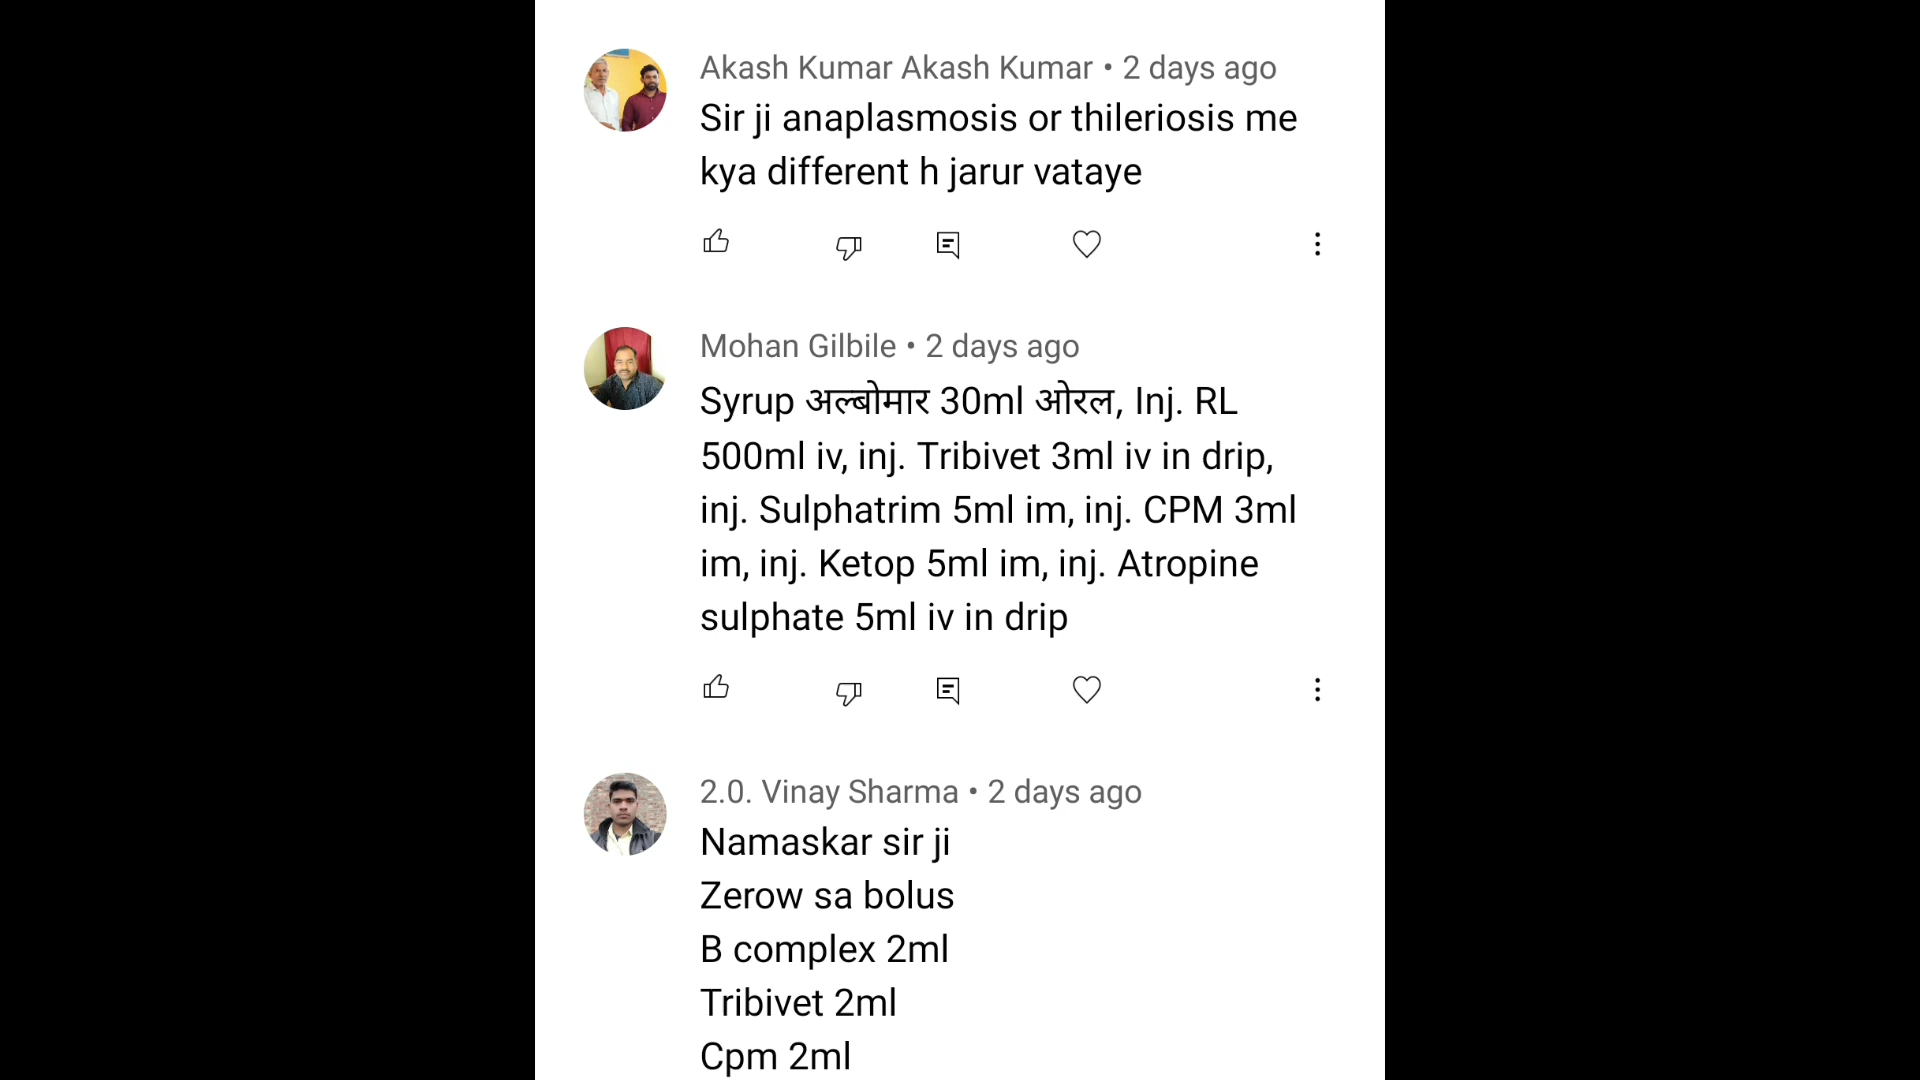 Akash Kumar Akash Kumar • 2 days ago
Sir ji anaplasmosis or thileriosis me
kya different h jarur vataye
Mohan Gilbile • 2 days ago
Syrup अल्बोमार 30ml ओरल, Inj. RL
500ml iv, inj. Tribivet 3ml iv in drip,
inj. Sulphatrim 5ml im, inj. CPM 3ml
im, inj. Ketop 5ml im, inj. Atropine
sulphate 5ml iv in drip
2.0. Vinay Sharma • 2 days ago
Namaskar sir ji
Zerow sa bolus
B complex 2ml
Tribivet 2ml
Cpm 2ml